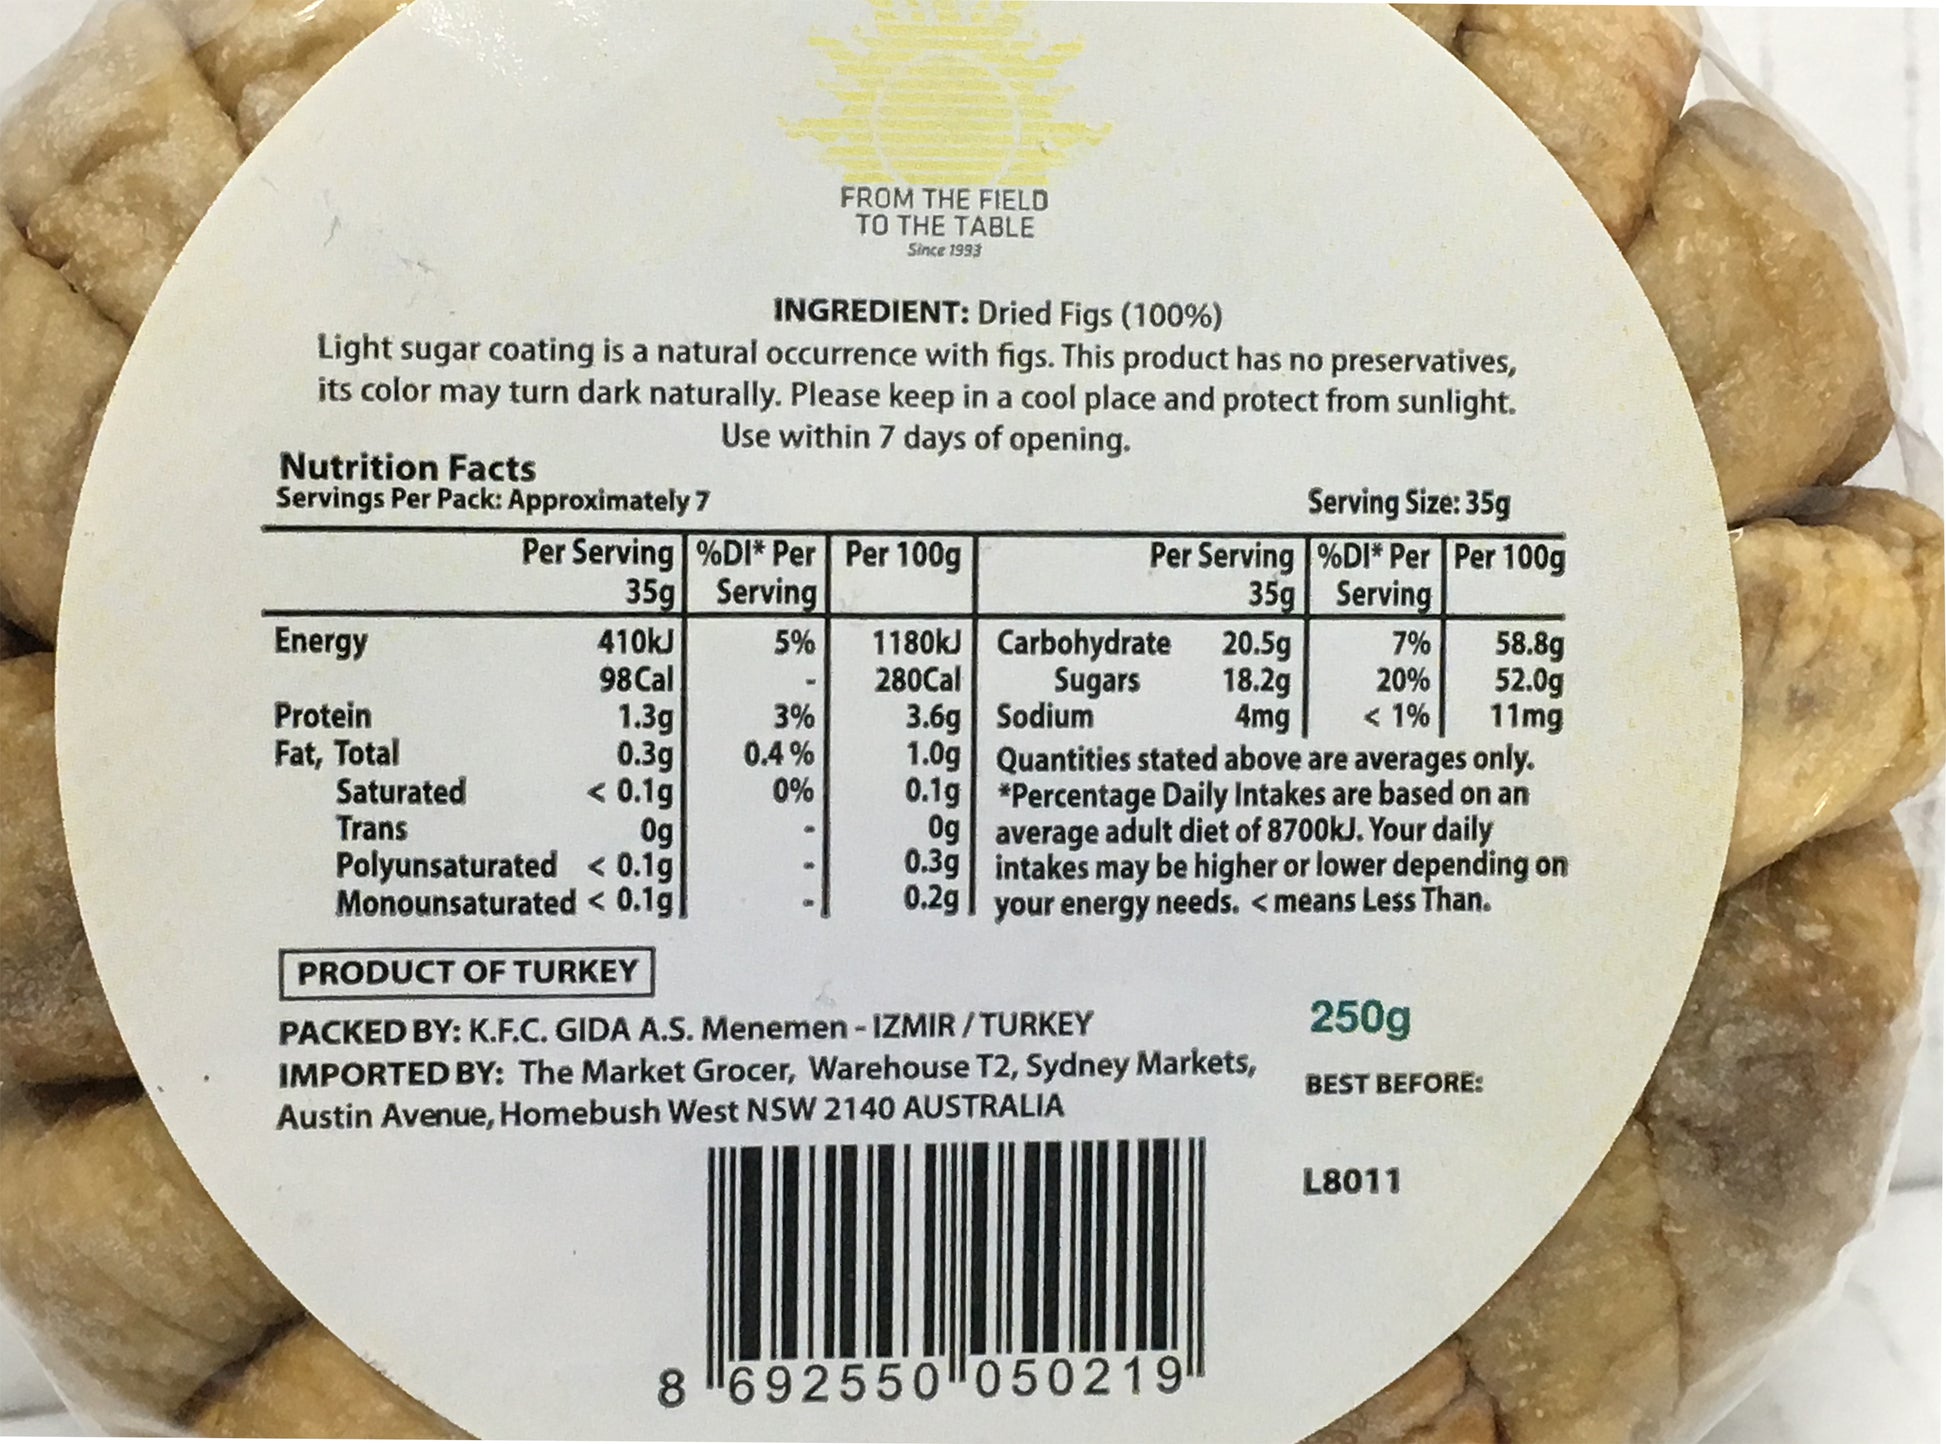 FROM THE FIELD
TO THE TABLE
Since 1993
INGREDIENT: Dried Figs (100%)
Light sugar coating is a natural occurrence with figs. This product has no preservatives,
its color may turn dark naturally. Please keep in a cool place and protect from sunlight.
Use within 7 days of opening.
Nutrition Facts
Servings Per Pack: Approximately 7 Serving Size: 35g
Per Serving %DI* Per Per 100g Per Serving %DI* Per Per 100g
35g Serving 35g Serving
Energy 410kJ 5% 1180kJ Carbohydrate 20.5g 7% 58.8g
98Cal - 280Cal Sugars 18.2g 20% 52.0g
Protein 1.3g 3% 3.6g Sodium 4mg < 1% 11mg
Fat, Total 0.3g 0.4% 1.0g Quantities stated above are averages only.
Saturated < 0.1g 0% 0.1g *Percentage Daily Intakes are based on an
Trans 0g - 0g average adult diet of 8700kJ. Your daily
Polyunsaturated < 0.1g - 0.3g intakes may be higher or lower depending on
Monounsaturated < 0.1g - 0.2g your energy needs. < means Less Than.
PRODUCT OF TURKEY
PACKED BY: K.F.C. GIDA A.S. Menemen - IZMIR / TURKEY 250g
IMPORTED BY: The Market Grocer, Warehouse T2, Sydney Markets, BEST BEFORE:
Austin Avenue, Homebush West NSW 2140 AUSTRALIA
L8011
8 692550 050219